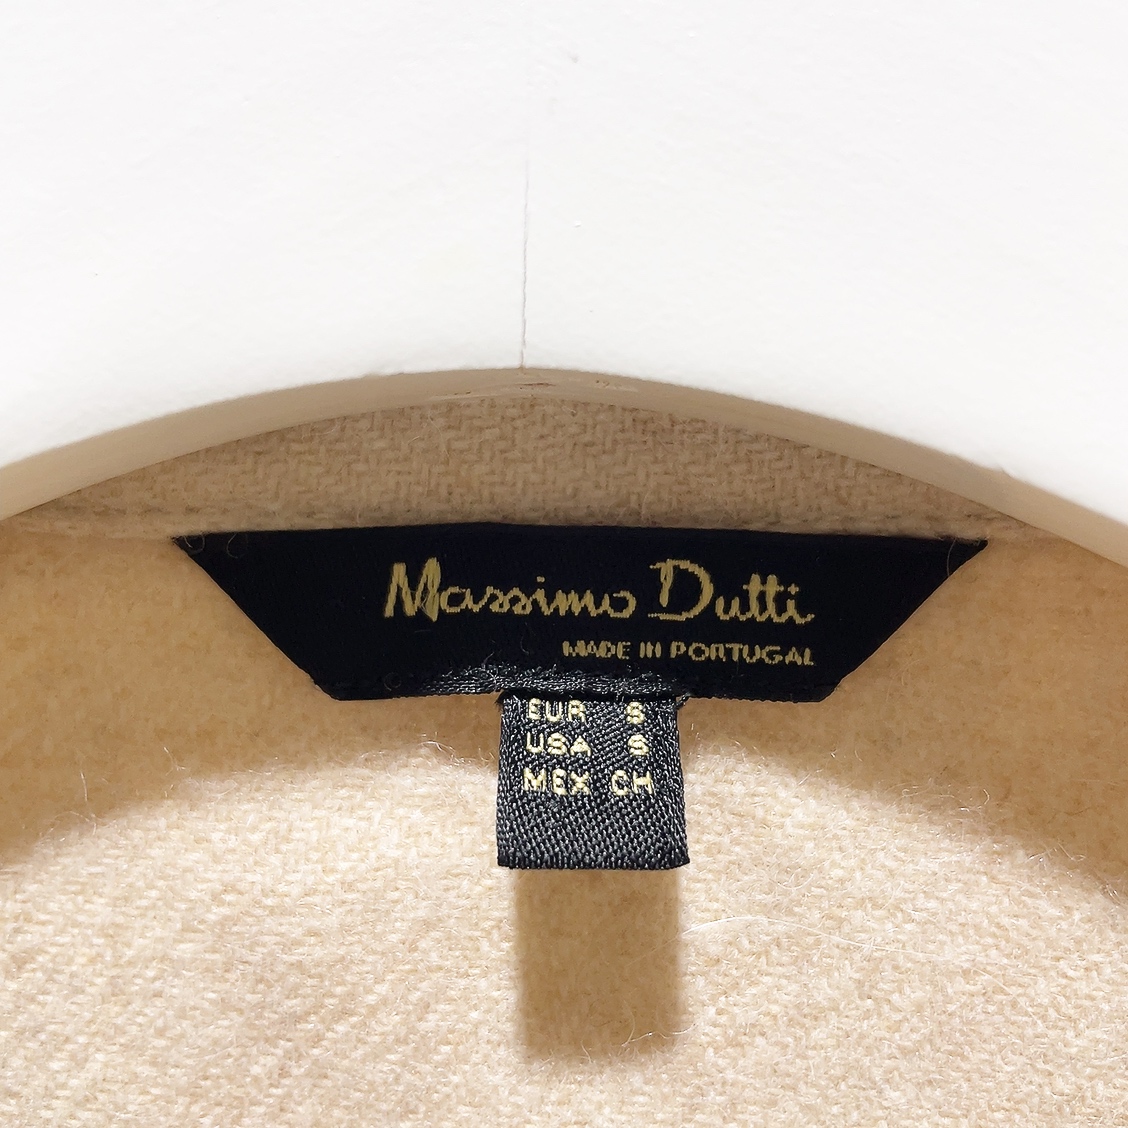 Massimo Dutti
MADE IN PORTUGAL
EUR S
USA S
MEX CH